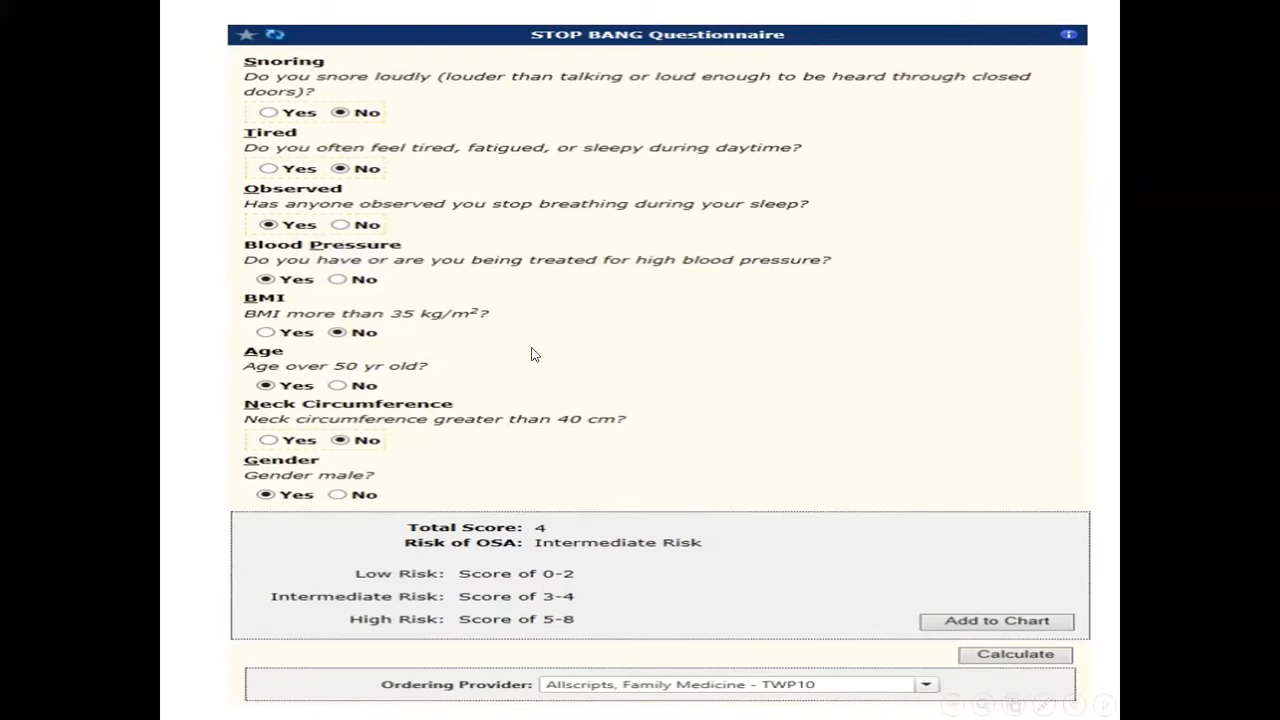 STOP BANG Questionnaire
Snoring
Do you snore loudly (louder than talking or loud enough to be heard through closed
doors)?
Yes No
Tired
Do you often feel tired, fatigued, or sleepy during daytime?
Yes No
Observed
Has anyone observed you stop breathing during your sleep?
Yes No
Blood Pressure
Do you have or are you being treated for high blood pressure?
Yes No
BMI
BMI more than 35 kg/m²?
Yes No
Age
Age over 50 yr old?
Yes No
Neck Circumference
Neck circumference greater than 40 cm?
Yes No
Gender
Gender male?
Yes No
Total Score: 4
Risk of OSA: Intermediate Risk
Low Risk: Score of 0-2
Intermediate Risk: Score of 3-4
High Risk: Score of 5-8
Add to Chart
Calculate
Ordering Provider: Allscripts, Family Medicine - TWP10